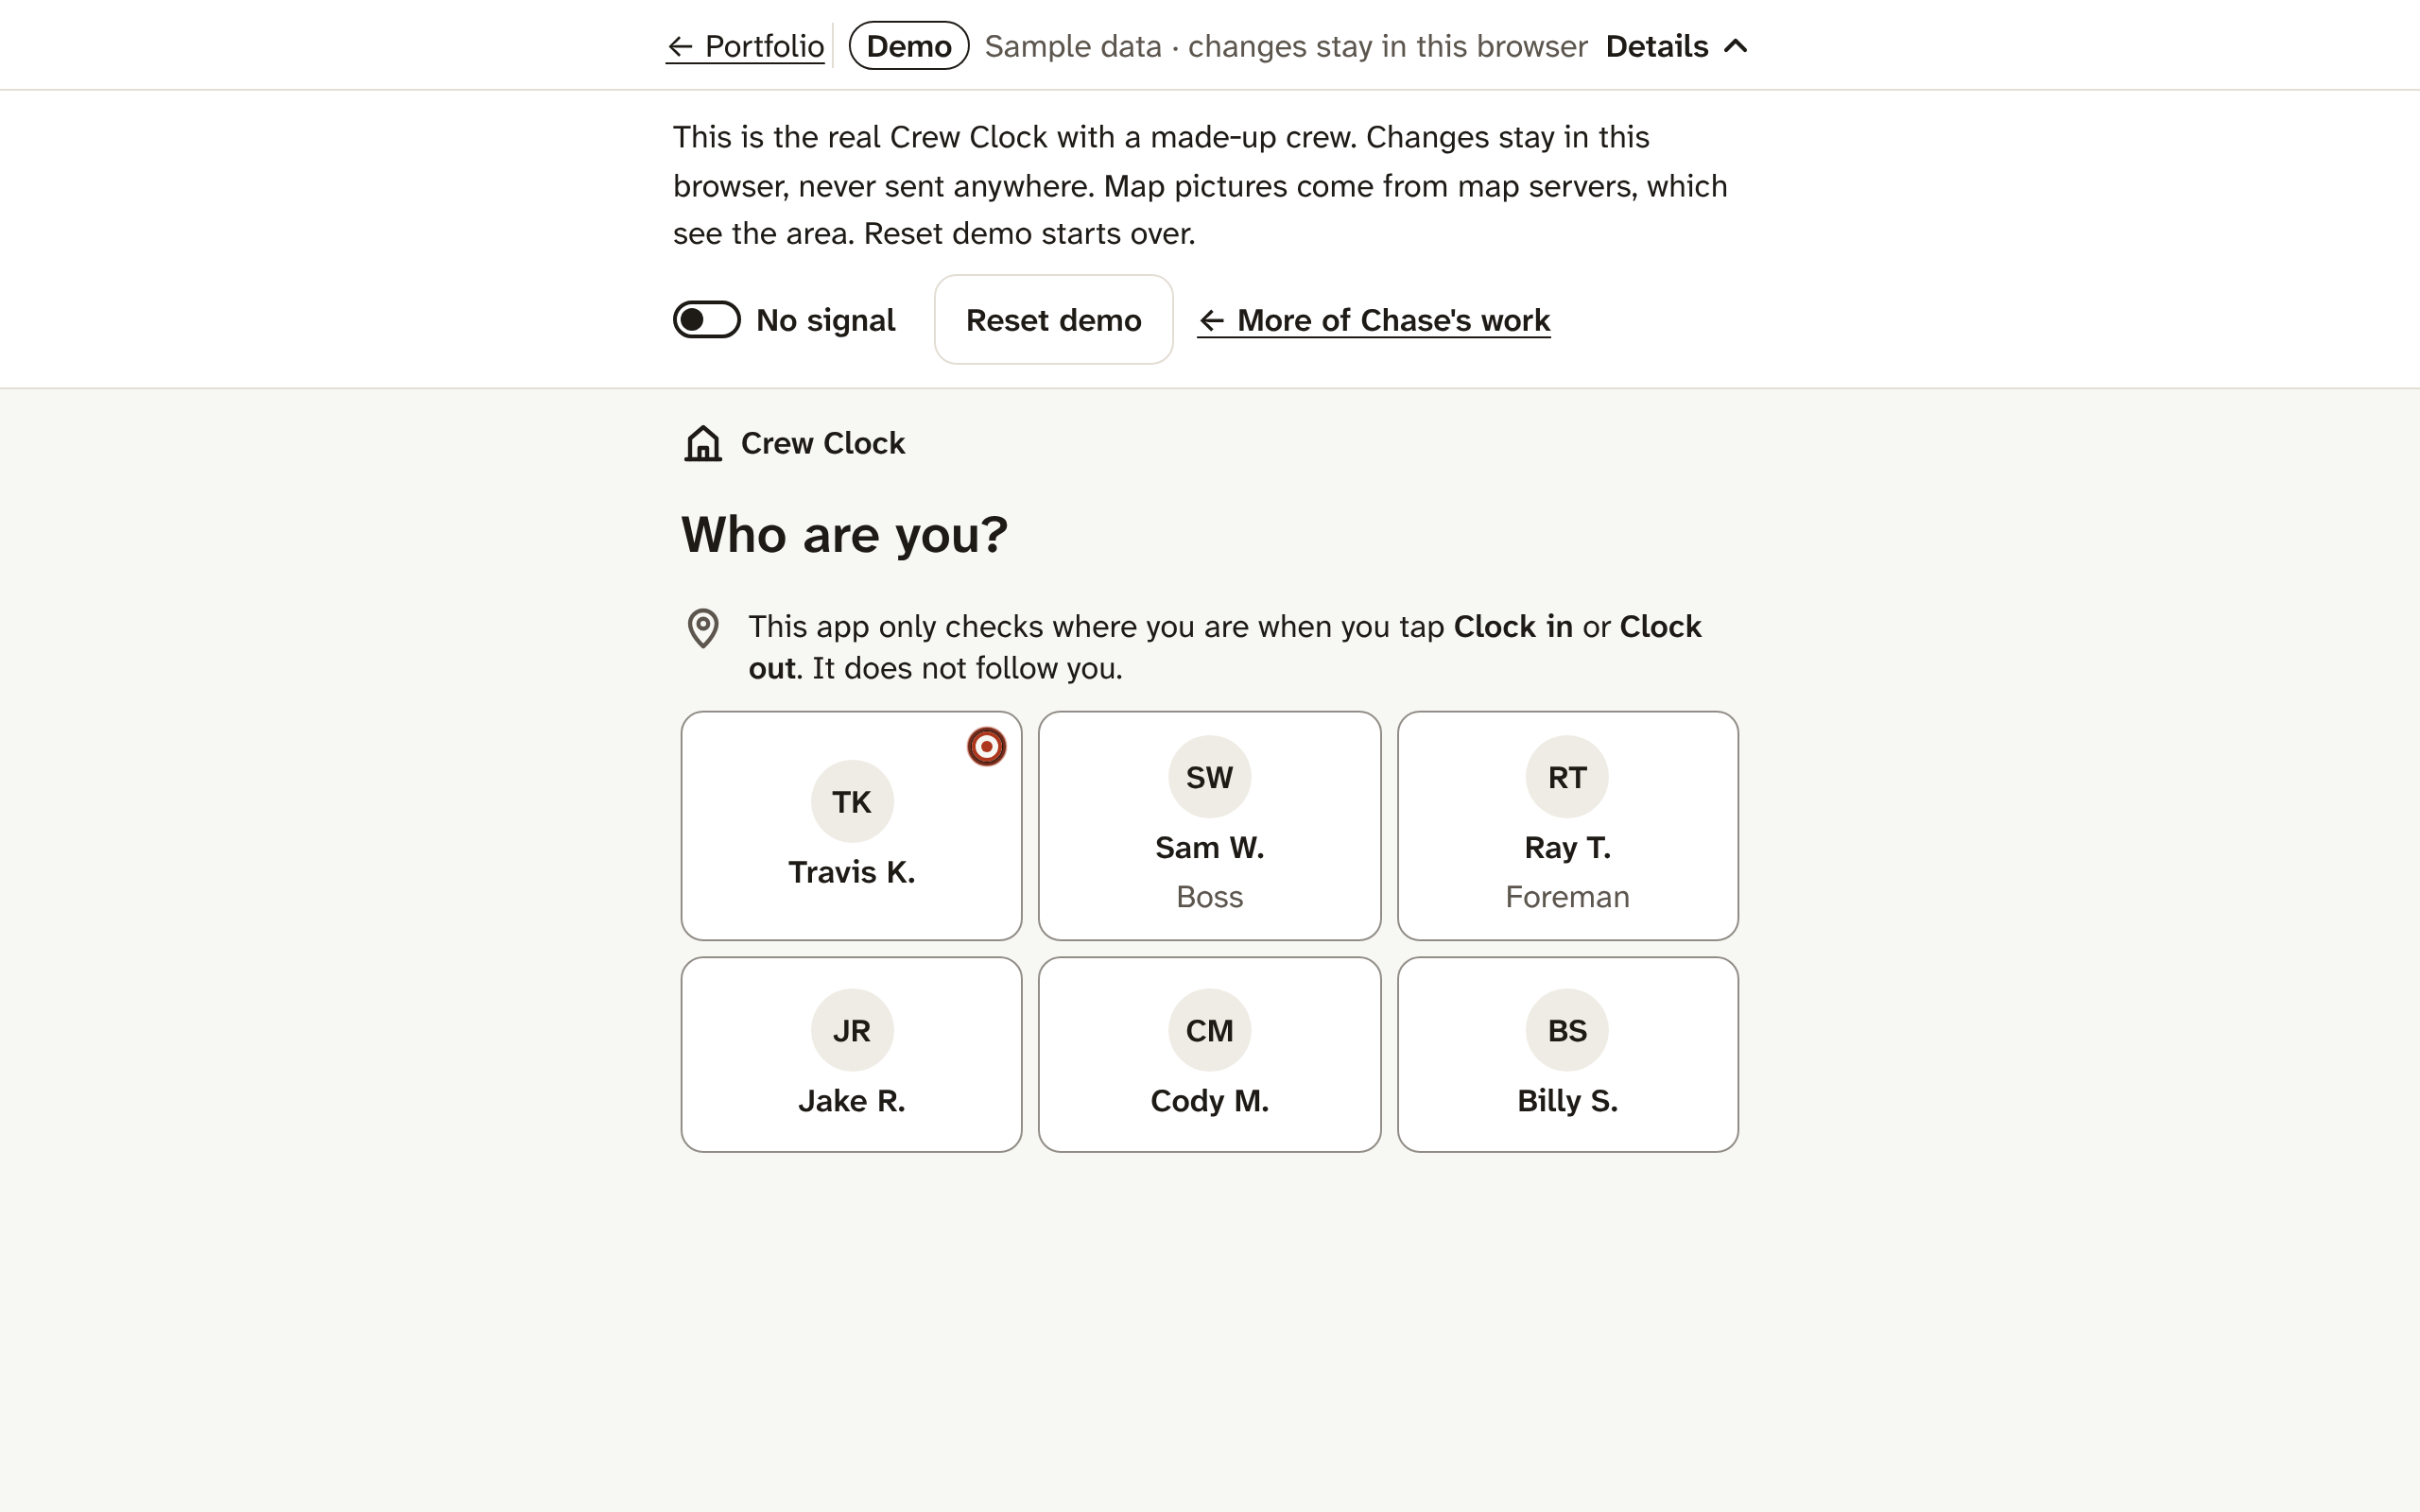 ← Portfolio
Demo
Sample data · changes stay in this browser
Details
This is the real Crew Clock with a made-up crew. Changes stay in this
browser, never sent anywhere. Map pictures come from map servers, which
see the area. Reset demo starts over.
No signal
Reset demo
← More of Chase's work
Crew Clock
Who are you?
This app only checks where you are when you tap Clock in or Clock
out. It does not follow you.
TK
Travis K.
SW
Sam W.
Boss
RT
Ray T.
Foreman
JR
Jake R.
CM
Cody M.
BS
Billy S.